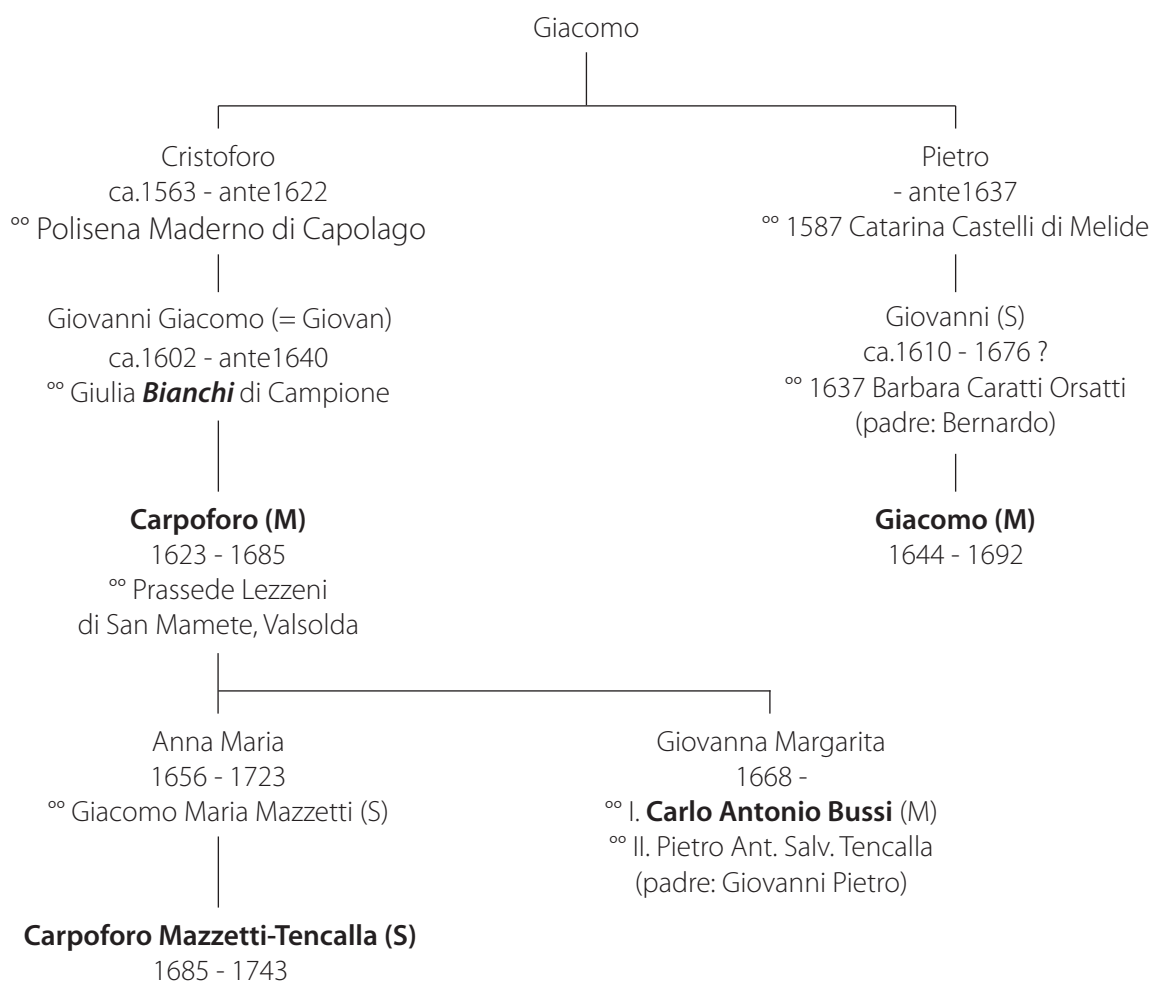 Giacomo
Cristoforo
ca.1563 - ante1622
°° Polisena Maderno di Capolago
Pietro
- ante1637
°° 1587 Catarina Castelli di Melide
Giovanni Giacomo (= Giovan)
ca.1602 - ante1640
°° Giulia Bianchi di Campione
Giovanni (S)
ca.1610 - 1676 ?
°° 1637 Barbara Caratti Orsatti
(padre: Bernardo)
Carpoforo (M)
1623 - 1685
°° Prassede Lezzeni
di San Mamete, Valsolda
Giacomo (M)
1644 - 1692
Anna Maria
1656 - 1723
°° Giacomo Maria Mazzetti (S)
Giovanna Margarita
1668 -
°° I. Carlo Antonio Bussi (M)
°° II. Pietro Ant. Salv. Tencalla
(padre: Giovanni Pietro)
Carpoforo Mazzetti-Tencalla (S)
1685 - 1743